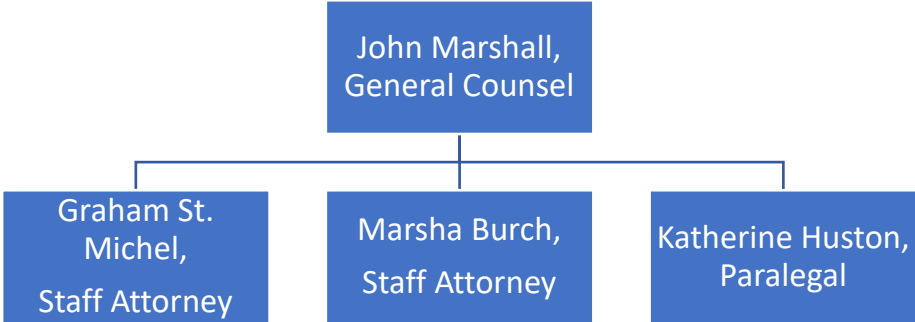 John Marshall,
General Counsel
Graham St.
Michel,
Staff Attorney
Marsha Burch,
Staff Attorney
Katherine Huston,
Paralegal